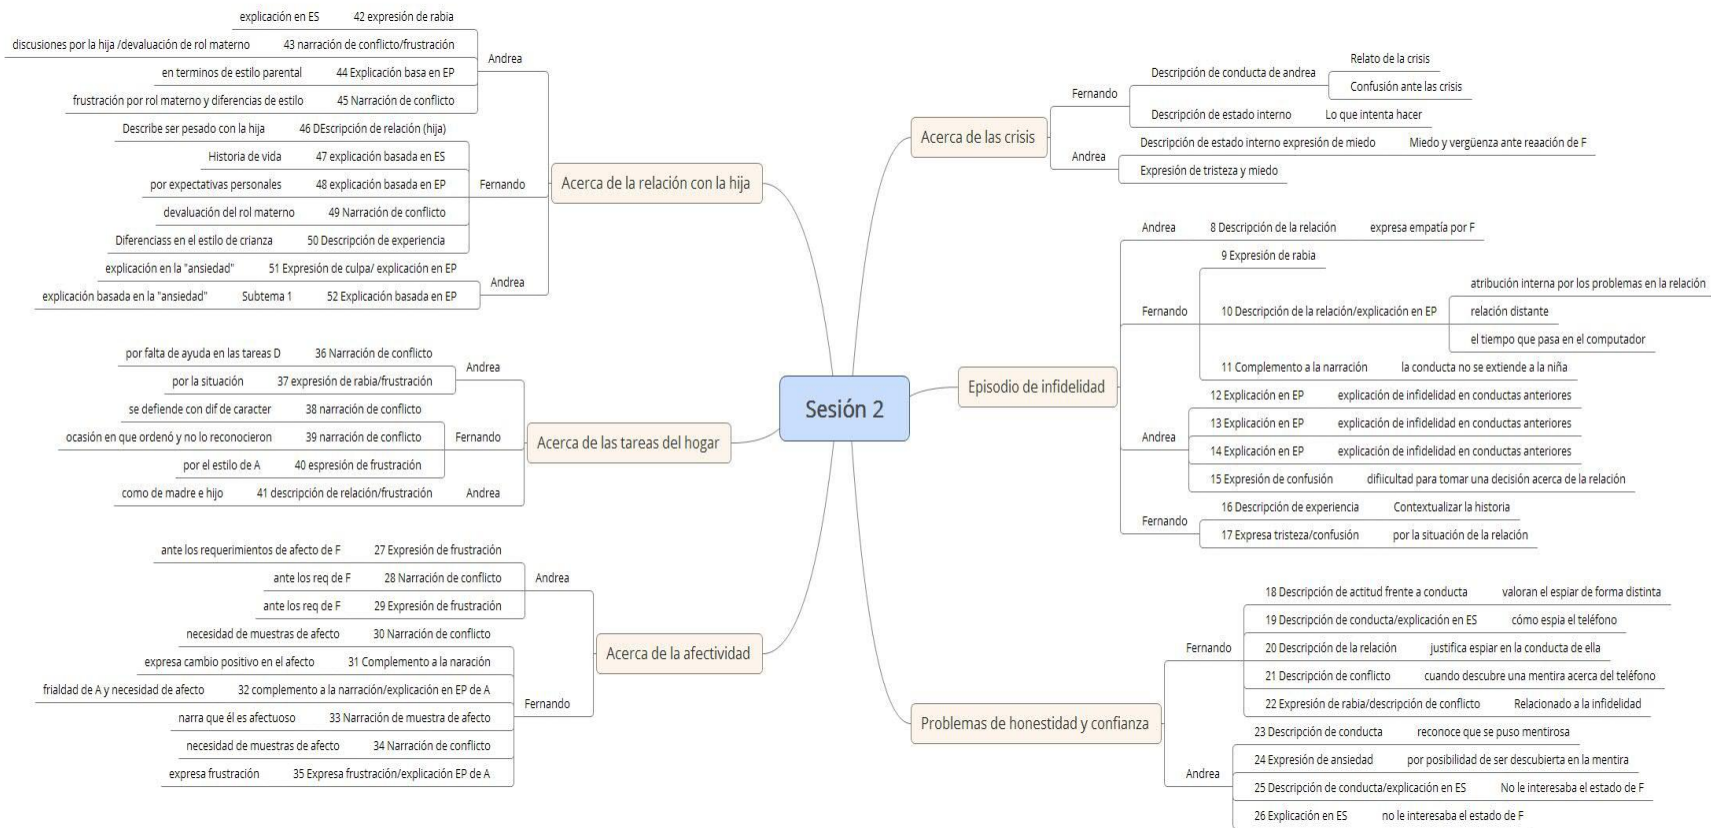 Sesión 2
Acerca de las crisis
Fernando
Descripción de conducta de andrea
Relato de la crisis
Confusión ante las crisis
Descripción de estado interno
Lo que intenta hacer
Andrea
Descripción de estado interno expresión de miedo
Miedo y vergüenza ante reaación de F
Expresión de tristeza y miedo
Episodio de infidelidad
Andrea
8 Descripción de la relación
expresa empatía por F
Fernando
9 Expresión de rabia
10 Descripción de la relación/explicación en EP
atribución interna por los problemas en la relación
relación distante
el tiempo que pasa en el computador
11 Complemento a la narración
la conducta no se extiende a la niña
Andrea
12 Explicación en EP
explicación de infidelidad en conductas anteriores
13 Explicación en EP
explicación de infidelidad en conductas anteriores
14 Explicación en EP
explicación de infidelidad en conductas anteriores
15 Expresión de confusión
difiicultad para tomar una decisión acerca de la relación
Fernando
16 Descripción de experiencia
Contextualizar la historia
17 Expresa tristeza/confusión
por la situación de la relación
Problemas de honestidad y confianza
Fernando
18 Descripción de actitud frente a conducta
valoran el espiar de forma distinta
19 Descripción de conducta/explicación en ES
cómo espia el teléfono
20 Descripción de la relación
justifica espiar en la conducta de ella
21 Descripción de conflicto
cuando descubre una mentira acerca del teléfono
22 Expresión de rabia/descripción de conflicto
Relacionado a la infidelidad
Andrea
23 Descripción de conducta
reconoce que se puso mentirosa
24 Expresión de ansiedad
por posibilidad de ser descubierta en la mentira
25 Descripción de conducta/explicación en ES
No le interesaba el estado de F
26 Explicación en ES
no le interesaba el estado de F
Acerca de la relación con la hija
Andrea
42 expresión de rabia
explicación en ES
43 narración de conflicto/frustración
discusiones por la hija /devaluación de rol materno
44 Explicación basa en EP
en terminos de estilo parental
45 Narración de conflicto
frustración por rol materno y diferencias de estilo
Fernando
46 DEscripción de relación (hija)
Describe ser pesado con la hija
47 explicación basada en ES
Historia de vida
48 explicación basada en EP
por expectativas personales
49 Narración de conflicto
devaluación del rol materno
50 Descripción de experiencia
Diferenciass en el estilo de crianza
Andrea
51 Expresión de culpa/ explicación en EP
explicación en la "ansiedad"
52 Explicación basada en EP
Subtema 1
explicación basada en la "ansiedad"
Acerca de las tareas del hogar
Andrea
36 Narración de conflicto
por falta de ayuda en las tareas D
37 expresión de rabia/frustración
por la situación
Fernando
38 narración de conflicto
se defiende con dif de caracter
39 narración de conflicto
ocasión en que ordenó y no lo reconocieron
40 espresión de frustración
por el estilo de A
Andrea
41 descripción de relación/frustración
como de madre e hijo
Acerca de la afectividad
Andrea
27 Expresión de frustración
ante los requerimientos de afecto de F
28 Narración de conflicto
ante los req de F
29 Expresión de frustración
ante los req de F
Fernando
30 Narración de conflicto
necesidad de muestras de afecto
31 Complemento a la naración
expresa cambio positivo en el afecto
32 complemento a la narración/explicación en EP de A
frialdad de A y necesidad de afecto
33 Narración de muestra de afecto
narra que él es afectuoso
34 Narración de conflicto
necesidad de muestras de afecto
35 Expresa frustración/explicación EP de A
expresa frustración